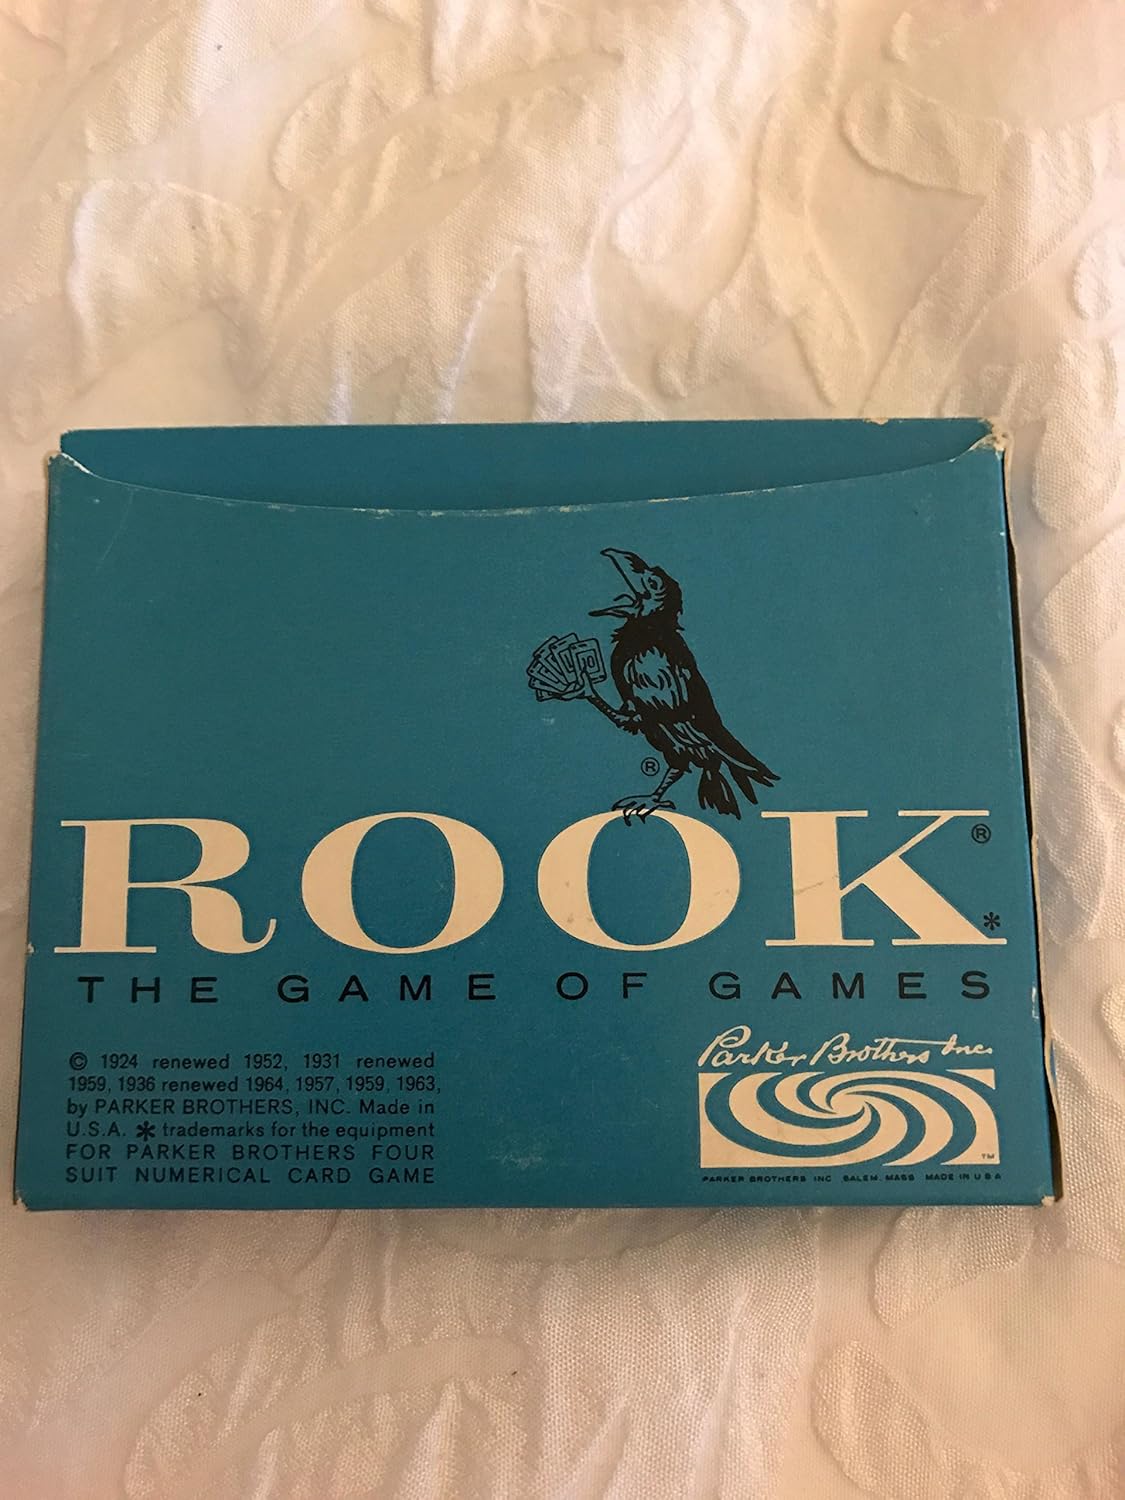 10
®
ROOK®
*
THE GAME OF GAMES
© 1924 renewed 1952, 1931 renewed
1959, 1936 renewed 1964, 1957, 1959, 1963,
by PARKER BROTHERS, INC. Made in
U.S.A. * trademarks for the equipment
FOR PARKER BROTHERS FOUR
SUIT NUMERICAL CARD GAME
Parker Brothers Inc.
TM
PARKER BROTHERS INC SALEM, MASS MADE IN U S A